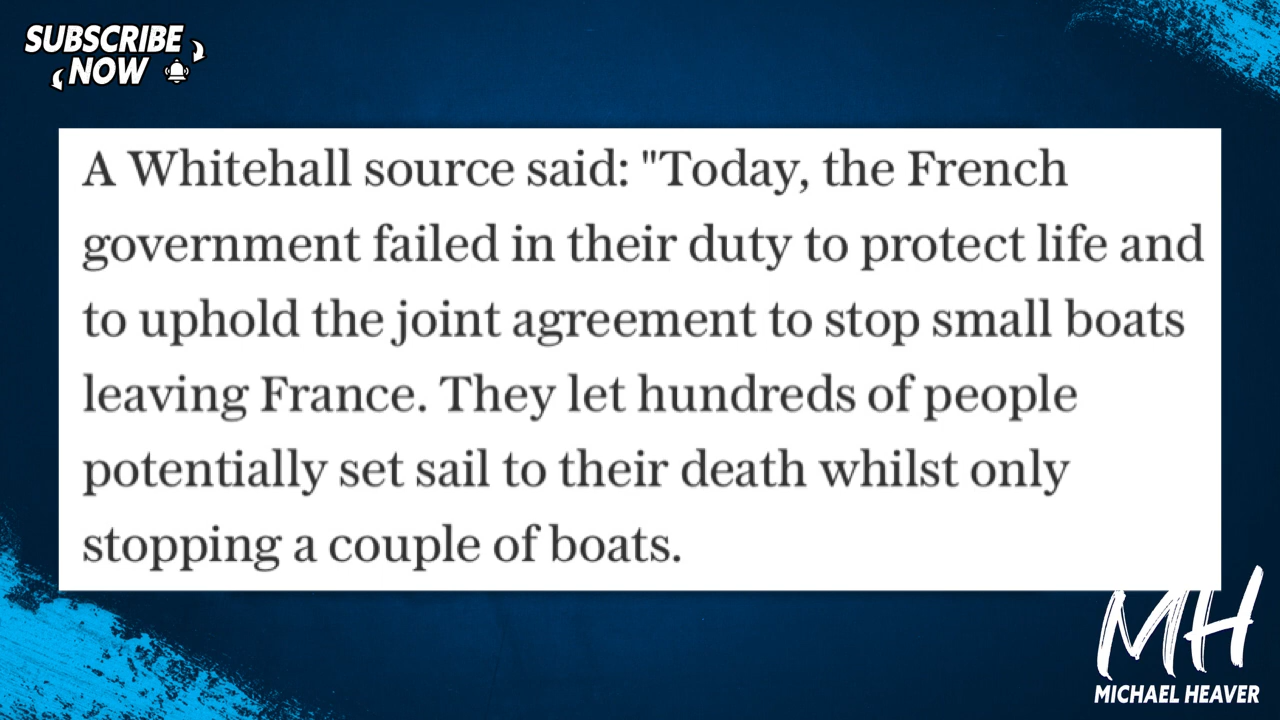 SUBSCRIBE
NOW
A Whitehall source said: "Today, the French
government failed in their duty to protect life and
to uphold the joint agreement to stop small boats
leaving France. They let hundreds of people
potentially set sail to their death whilst only
stopping a couple of boats.
MH
MICHAEL HEAVER